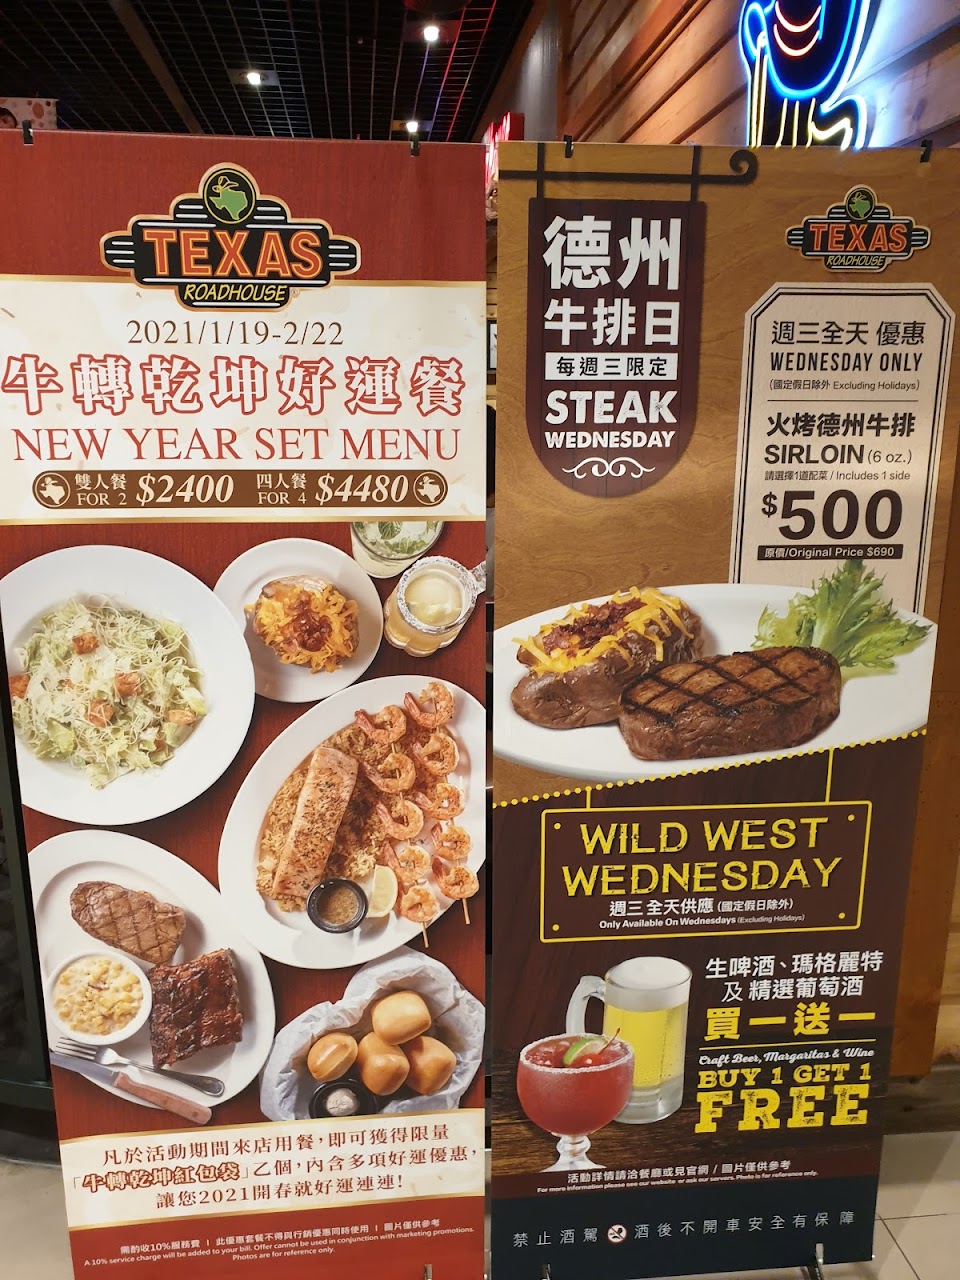 TEXAS
ROADHOUSE
2021/1/19-2/22
牛轉乾坤好運餐
NEW YEAR SET MENU
雙人餐 FOR 2 $2400 四人餐 FOR 4 $4480
凡於活動期間來店用餐,即可獲得限量
「牛轉乾坤紅包袋」乙個,內含多項好運優惠,
讓您2021開春就好運連連!
需酌收10%服務費 | 此優惠套餐不得與行銷優惠同時使用 | 圖片僅供參考
A 10% service charge will be added to your bill. Offer cannot be used in conjunction with marketing promotions.
Photos are for reference only.
德州
牛排日
每週三限定
STEAK
WEDNESDAY
TEXAS
ROADHOUSE
週三全天 優惠
WEDNESDAY ONLY
(國定假日除外 Excluding Holidays)
火烤德州牛排
SIRLOIN (6 oz.)
請選擇1道配菜 / Includes 1 side
$500
原價/Original Price $690
WILD WEST
WEDNESDAY
週三全天供應 (國定假日除外)
Only Available On Wednesdays (Excluding Holidays)
生啤酒、瑪格麗特
及 精選葡萄酒
買一送一
Craft Beer, Margaritas & Wine
BUY 1 GET 1
FREE
活動詳情請洽餐廳或見官網 / 圖片僅供參考
For more information please see our website or ask our servers. Photo is for reference only.
禁止酒駕 酒後不開車安全有保障